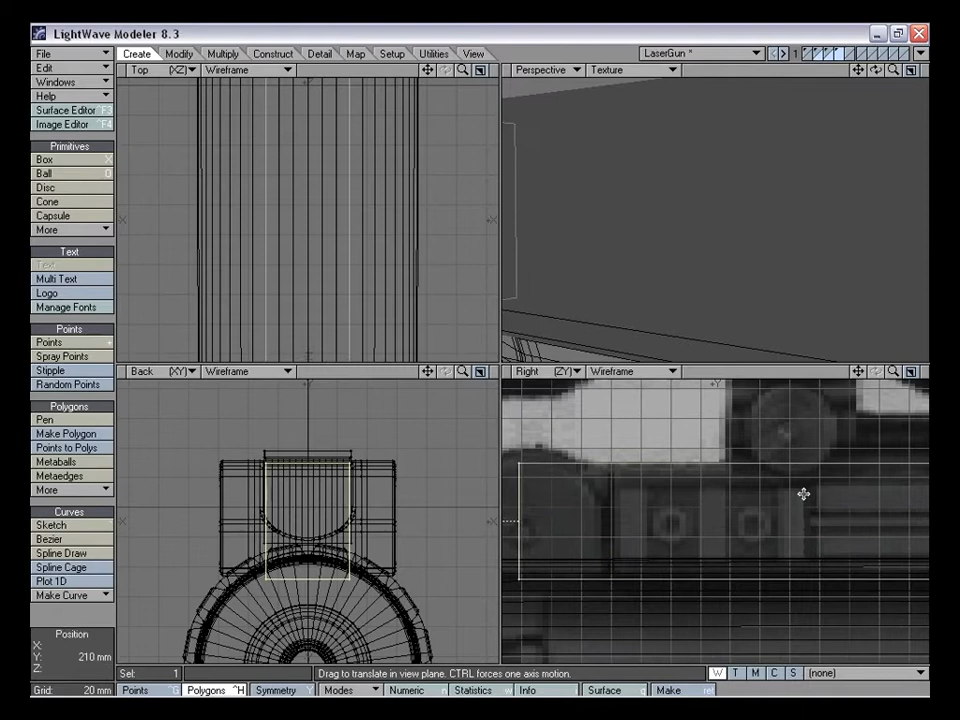 LightWave Modeler 8.3
File
Create Modify Multiply Construct Detail Map Setup Utilities View
LaserGun *
1
Edit
Top (XZ) Wireframe
Perspective Texture
Windows
Help
Surface Editor F3
Image Editor ^F4
Primitives
Box X
Ball O
Disc
Cone
Capsule
More
Text
Text
Multi Text
Logo
Manage Fonts
Points
Points +
Spray Points
Stipple
Random Points
Back (XY) Wireframe
Right (ZY) Wireframe
Polygons
Pen
Make Polygon
Points to Polys
Metaballs
Metaedges
More
Curves
Sketch
Bezier
Spline Draw
Spline Cage
Plot 1D
Make Curve
Position
X:
Y: 210 mm
Z:
Sel: 1
Drag to translate in view plane. CTRL forces one axis motion.
W T M C S (none)
Grid: 20 mm
Points ^G
Polygons ^H
Symmetry Y
Modes
Numeric n
Statistics w
Info i
Surface q
Make ret